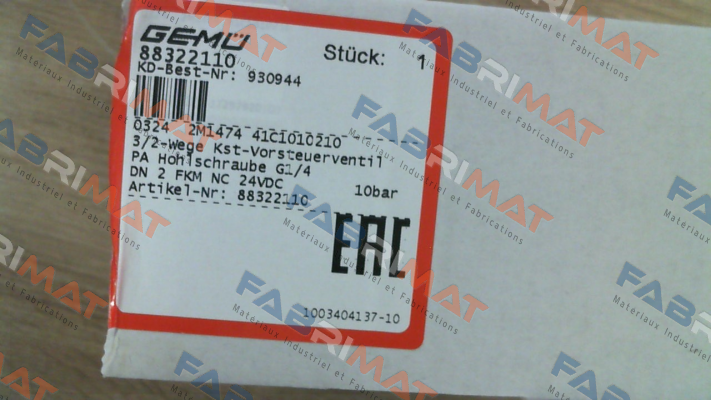 GEMÜ
88322110
Stück: 1
KD-Best-Nr: 930944
0324 2M1474 41C1010210
3/2-Wege Kst-Vorsteuerventil
PA Hohlschraube G1/4
DN 2 FKM NC 24VDC 10bar
Artikel-Nr: 88322110
EAC
1003404137-10
FABRIMAT
Matériaux Industriel et Fabrications